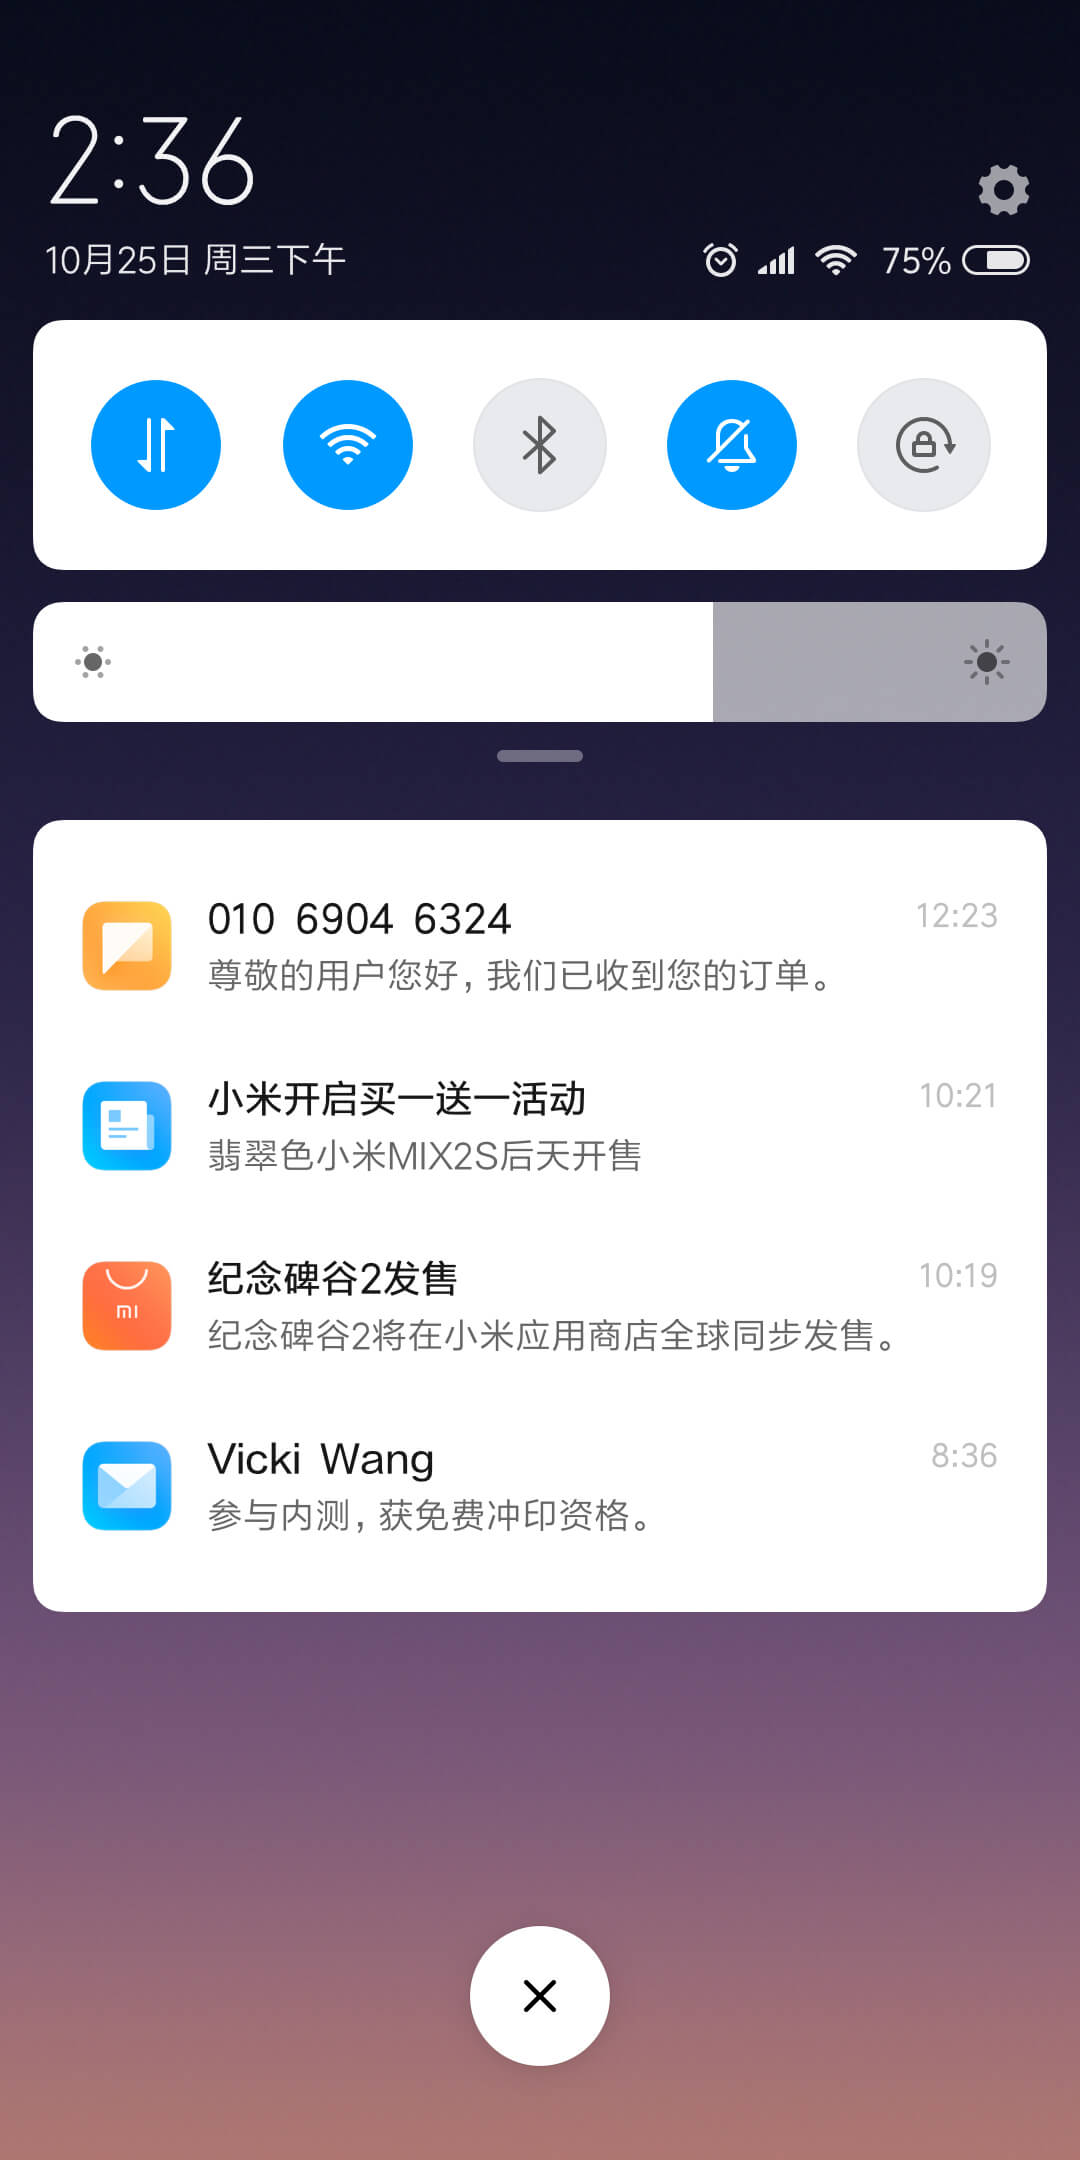 2:36
10月25日 周三下午
75%
010 6904 6324
12:23
尊敬的用户您好, 我们已收到您的订单。
小米开启买一送一活动
10:21
翡翠色小米MIX2S后天开售
纪念碑谷2发售
10:19
MI
纪念碑谷2将在小米应用商店全球同步发售。
Vicki Wang
8:36
参与内测, 获免费冲印资格。